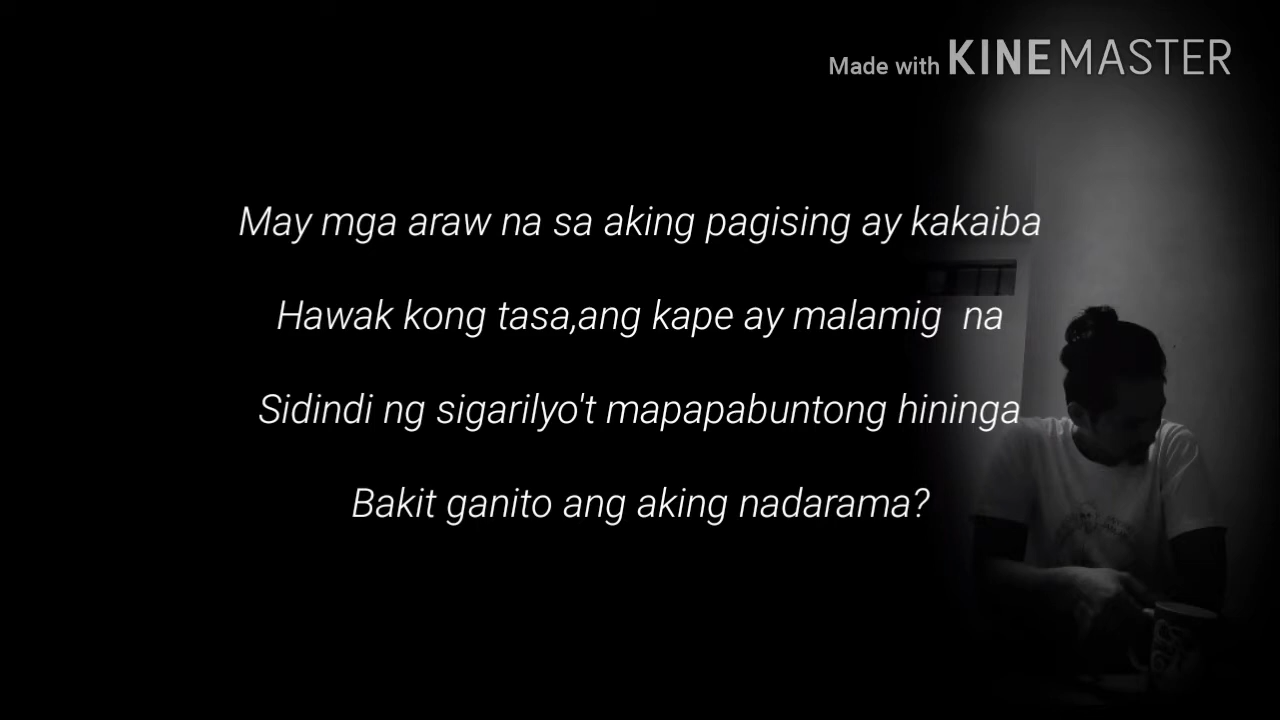 Made with KINEMASTER
May mga araw na sa aking pagising ay kakaiba
Hawak kong tasa,ang kape ay malamig  na
Sidindi ng sigarilyo't mapapabuntong hininga
Bakit ganito ang aking nadarama?